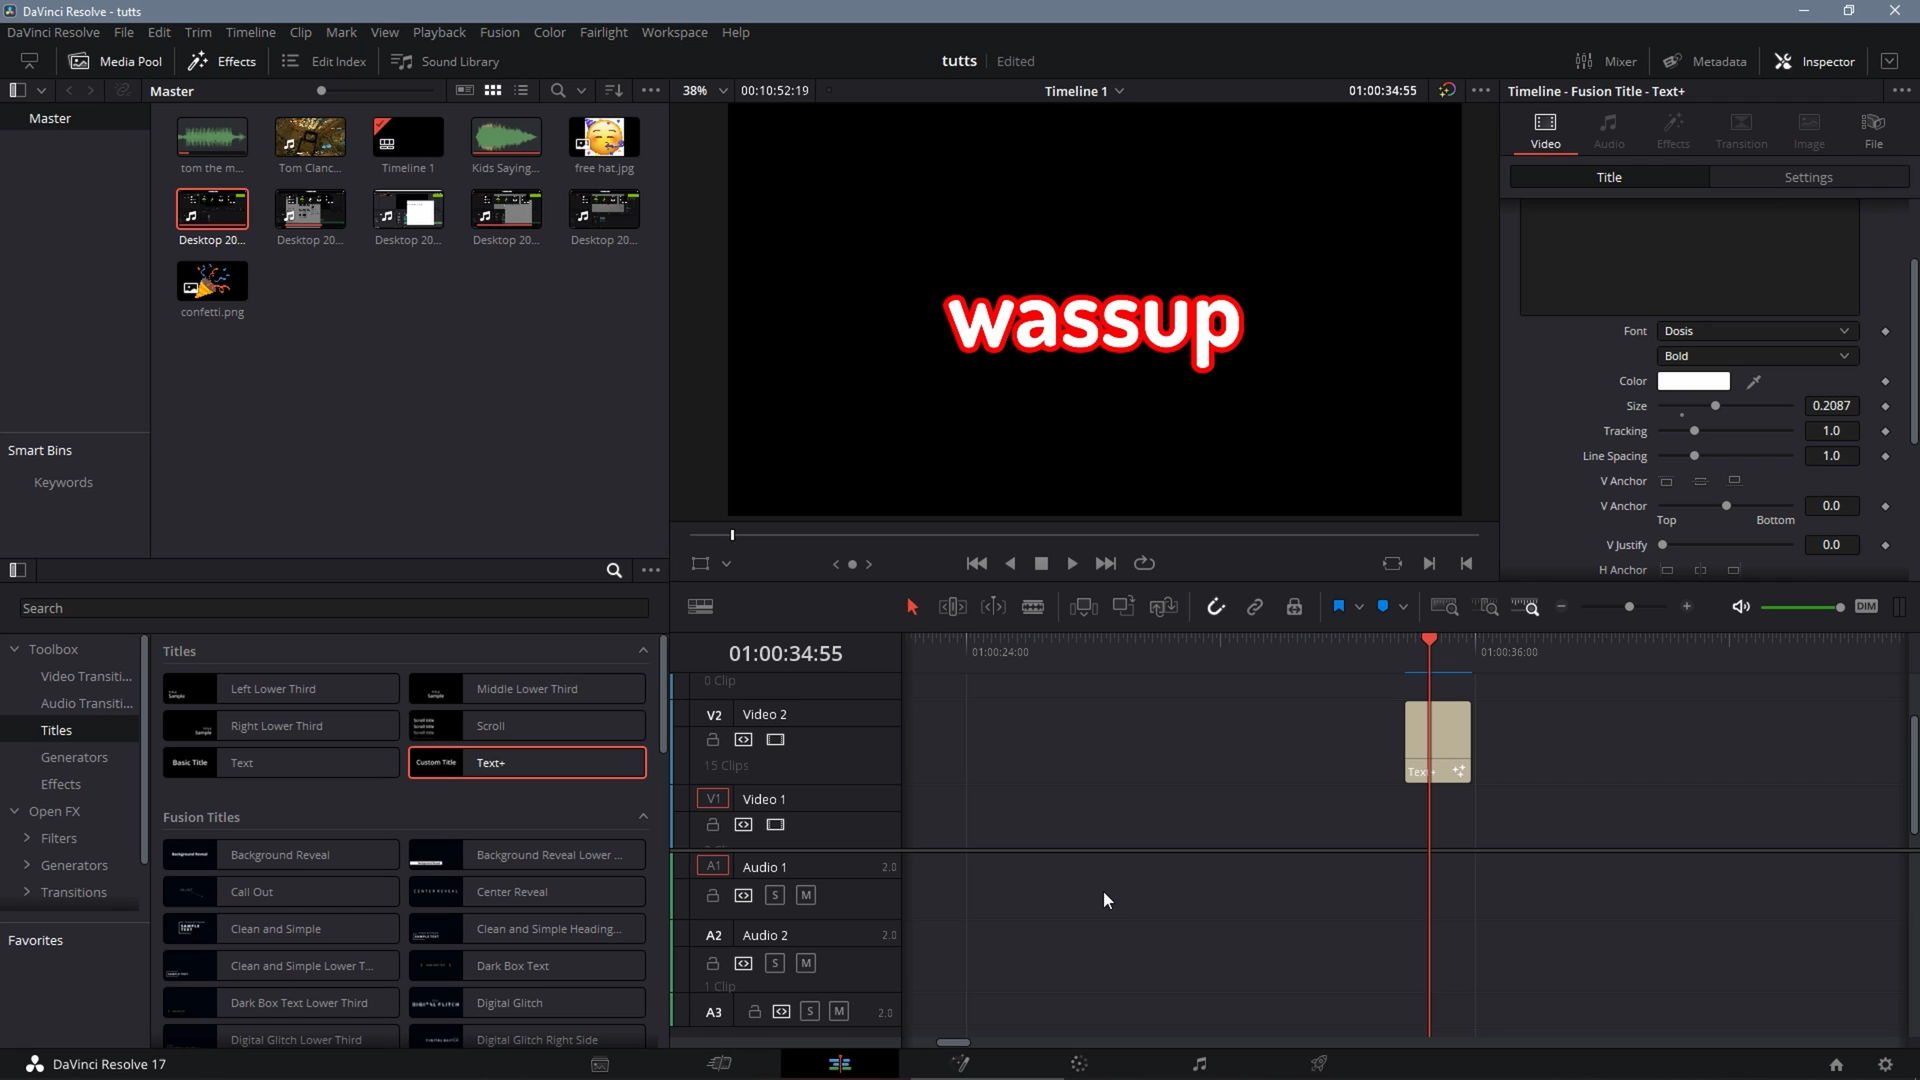 DaVinci Resolve - tutts
DaVinci Resolve File Edit Trim Timeline Clip Mark View Playback Fusion Color Fairlight Workspace Help
Media Pool Effects Edit Index Sound Library tutts Edited Mixer Metadata Inspector
Master 38% 00:10:52:19 Timeline 1 01:00:34:55 Timeline - Fusion Title - Text+
Master
Video Audio Effects Transition Image File
tom the m... Tom Clanc... Timeline 1 Kids Saying... free hat.jpg
Title Settings
Desktop 20... Desktop 20... Desktop 20... Desktop 20... Desktop 20...
confetti.png
wassup
Font Dosis
Bold
Color
Size 0.2087
Tracking 1.0
Line Spacing 1.0
V Anchor
V Anchor 0.0
Top Bottom
V Justify 0.0
H Anchor
Smart Bins
Keywords
Search
DIM
Toolbox
Video Transiti...
Audio Transiti...
Titles
Generators
Effects
Open FX
Filters
Generators
Transitions
Favorites
Titles
Left Lower Third Middle Lower Third
Right Lower Third Scroll
Basic Title Text Custom Title Text+
Fusion Titles
Background Reveal Background Reveal Lower ...
Call Out Center Reveal
Clean and Simple Clean and Simple Heading...
Clean and Simple Lower T... Dark Box Text
Dark Box Text Lower Third Digital Glitch
Digital Glitch Lower Third Digital Glitch Right Side
01:00:34:55 01:00:24:00 01:00:36:00
0 Clip
V2 Video 2
15 Clips
Text+
V1 Video 1
A1 Audio 1 2.0
S M
A2 Audio 2 2.0
S M
1 Clip
A3 S M 2.0
DaVinci Resolve 17